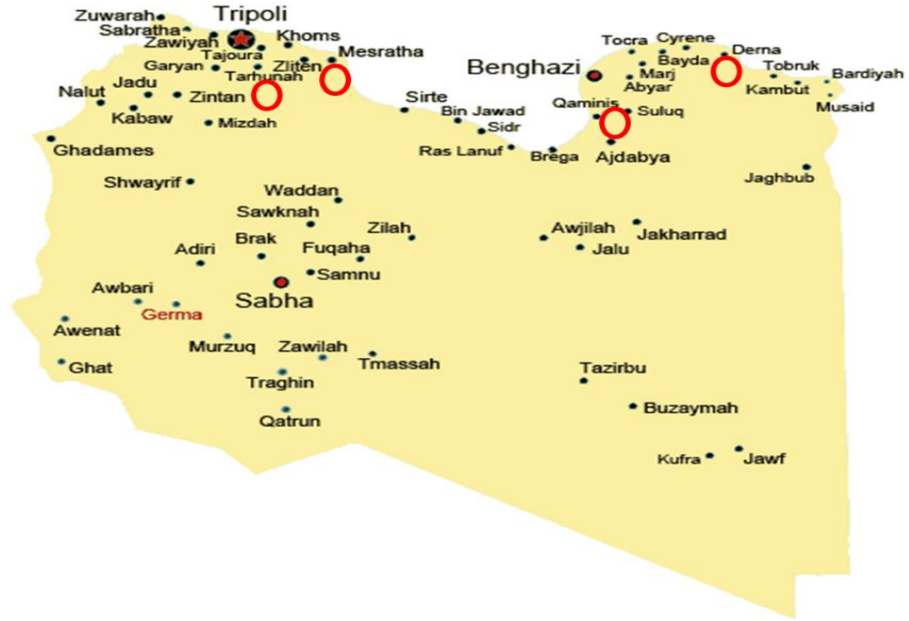 Zuwarah
Tripoli
Sabratha
Zawiyah
Khoms
Tajoura
Mesratha
Garyan
Zliten
Tarhunah
Jadu
Nalut
Zintan
Kabaw
Mizdah
Ghadames
Sirte
Bin Jawad
Sidr
Ras Lanuf
Brega
Tocra
Cyrene
Derna
Benghazi
Bayda
Marj
Abyar
Tobruk
Bardiyah
Kambut
Musaid
Qaminis
Suluq
Ajdabya
Jaghbub
Shwayrif
Waddan
Sawknah
Zilah
Adiri
Brak
Fuqaha
Samnu
Awjilah
Jakharrad
Jalu
Sabha
Awbari
Germa
Awenat
Ghat
Murzuq
Zawilah
Tmassah
Traghin
Qatrun
Tazirbu
Buzaymah
Kufra
Jawf